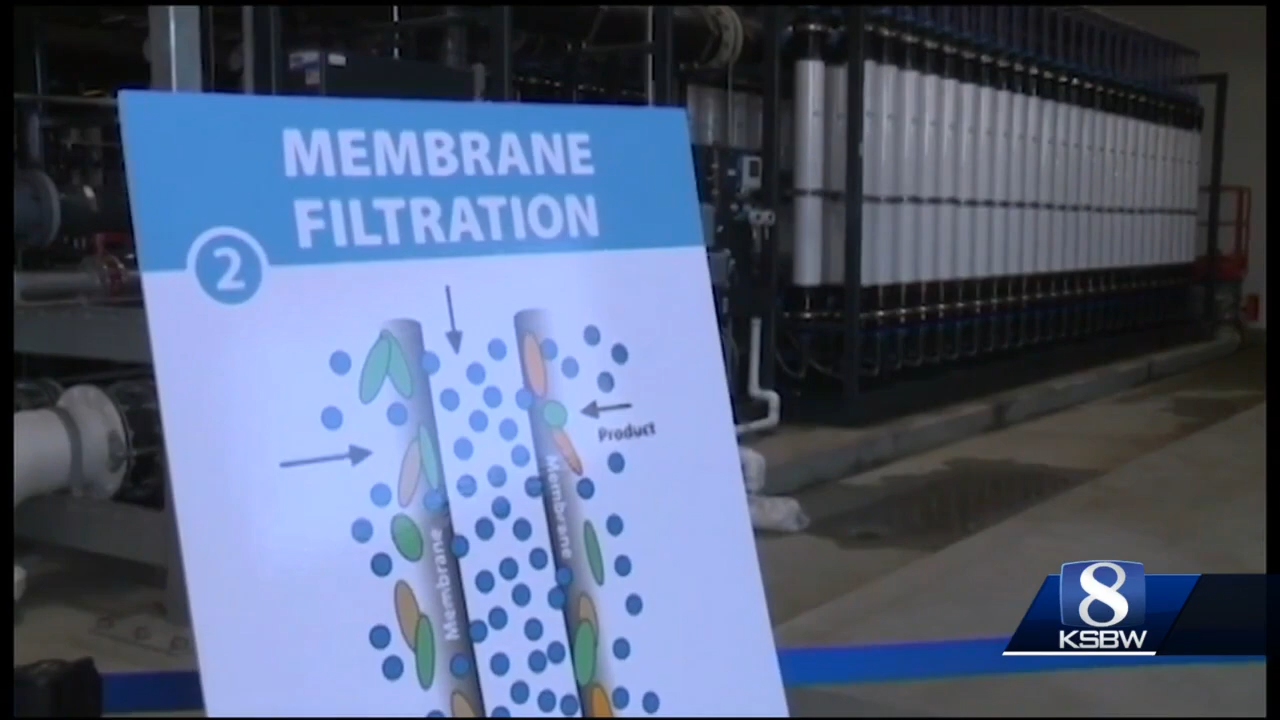 MEMBRANE
FILTRATION
2
Product
Membrane
Membrane
8
KSBW